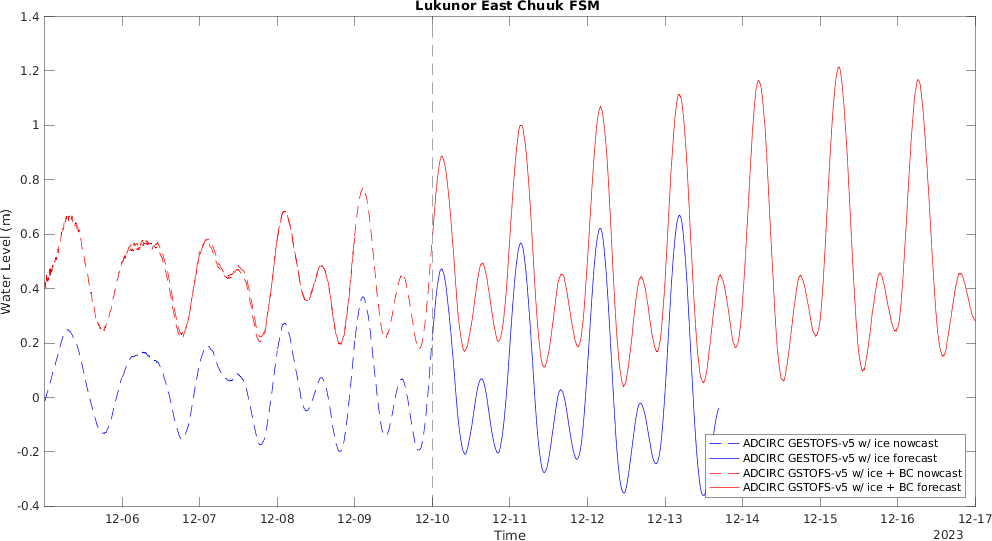 Lukunor East Chuuk FSM
1.4
1.2
1
0.8
0.6
0.4
0.2
0
-0.2
-0.4
Water Level (m)
ADCIRC GESTOFS-v5 w/ ice nowcast
ADCIRC GESTOFS-v5 w/ ice forecast
ADCIRC GSTOFS-v5 w/ ice + BC nowcast
ADCIRC GSTOFS-v5 w/ ice + BC forecast
12-06 12-07 12-08 12-09 12-10 12-11 12-12 12-13 12-14 12-15 12-16 12-17
Time
2023